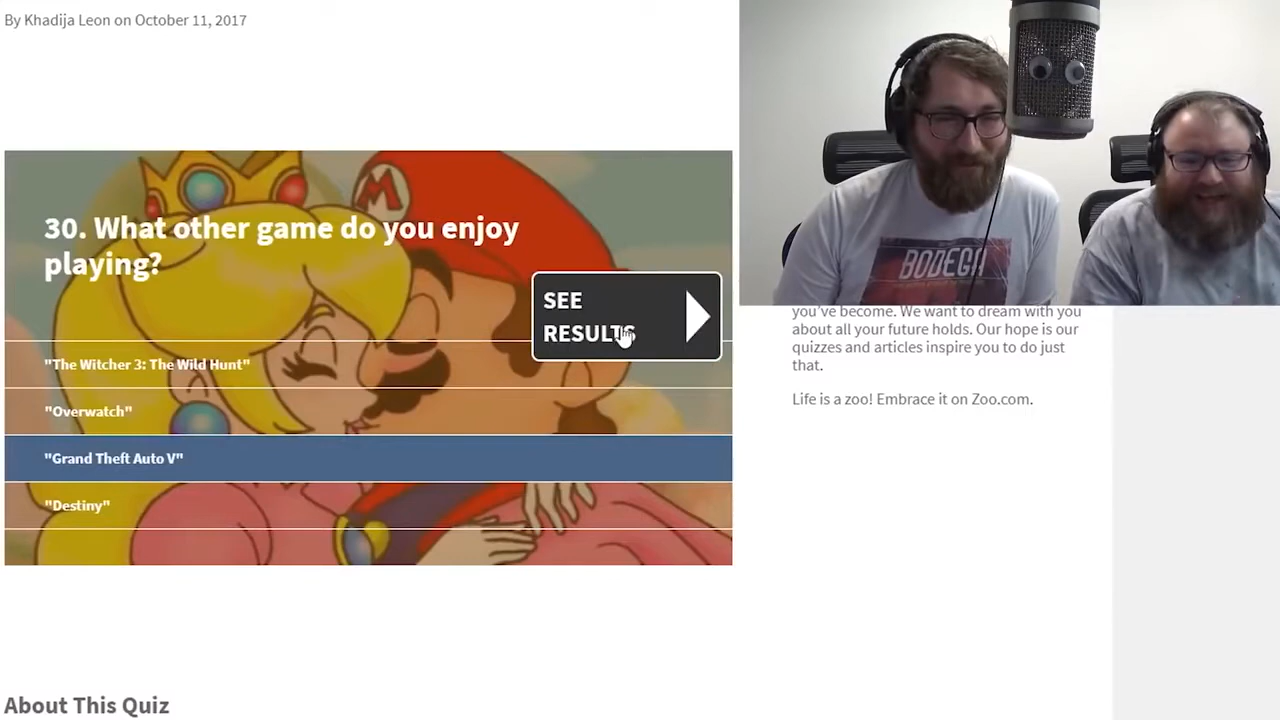 By Khadija Leon on October 11, 2017
30. What other game do you enjoy
playing?
SEE
RESULTS
"The Witcher 3: The Wild Hunt"
"Overwatch"
"Grand Theft Auto V"
"Destiny"
M
BODEGA
you've become. We want to dream with you
about all your future holds. Our hope is our
quizzes and articles inspire you to do just
that.
Life is a zoo! Embrace it on Zoo.com.
About This Quiz